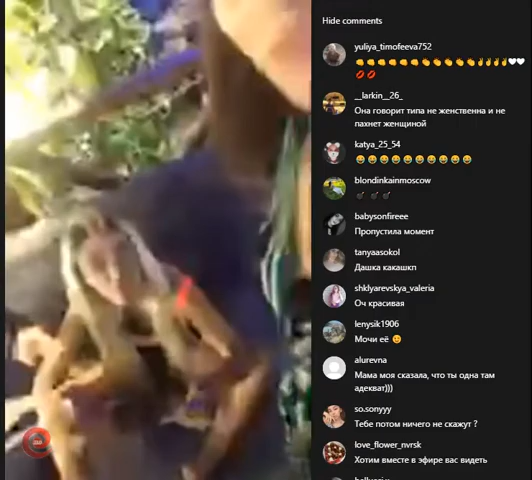 Hide comments
yuliya_timofeeva752
👊👊👊👊👊👊👏👏👏👏👏✌✌✌✌🤍🤍
💋💋
__larkin__26_
Она говорит типа не женственна и не
пахнет женщиной
katya_25_54
😂😂😂😂😂😂😂😂😂😂
blondinkainmoscow
💣 💣 💣
babysonfireee
Пропустила момент
tanyaasokol
Дашка какашкп
shklyarevskya_valeria
Оч красивая
lenysik1906
Мочи её 😉
alurevna
Мама моя сказала, что ты одна там
адекват)))
so.sonyyy
Тебе потом ничего не скажут ?
love_flower_nvrsk
Хотим вместе в эфире вас видеть